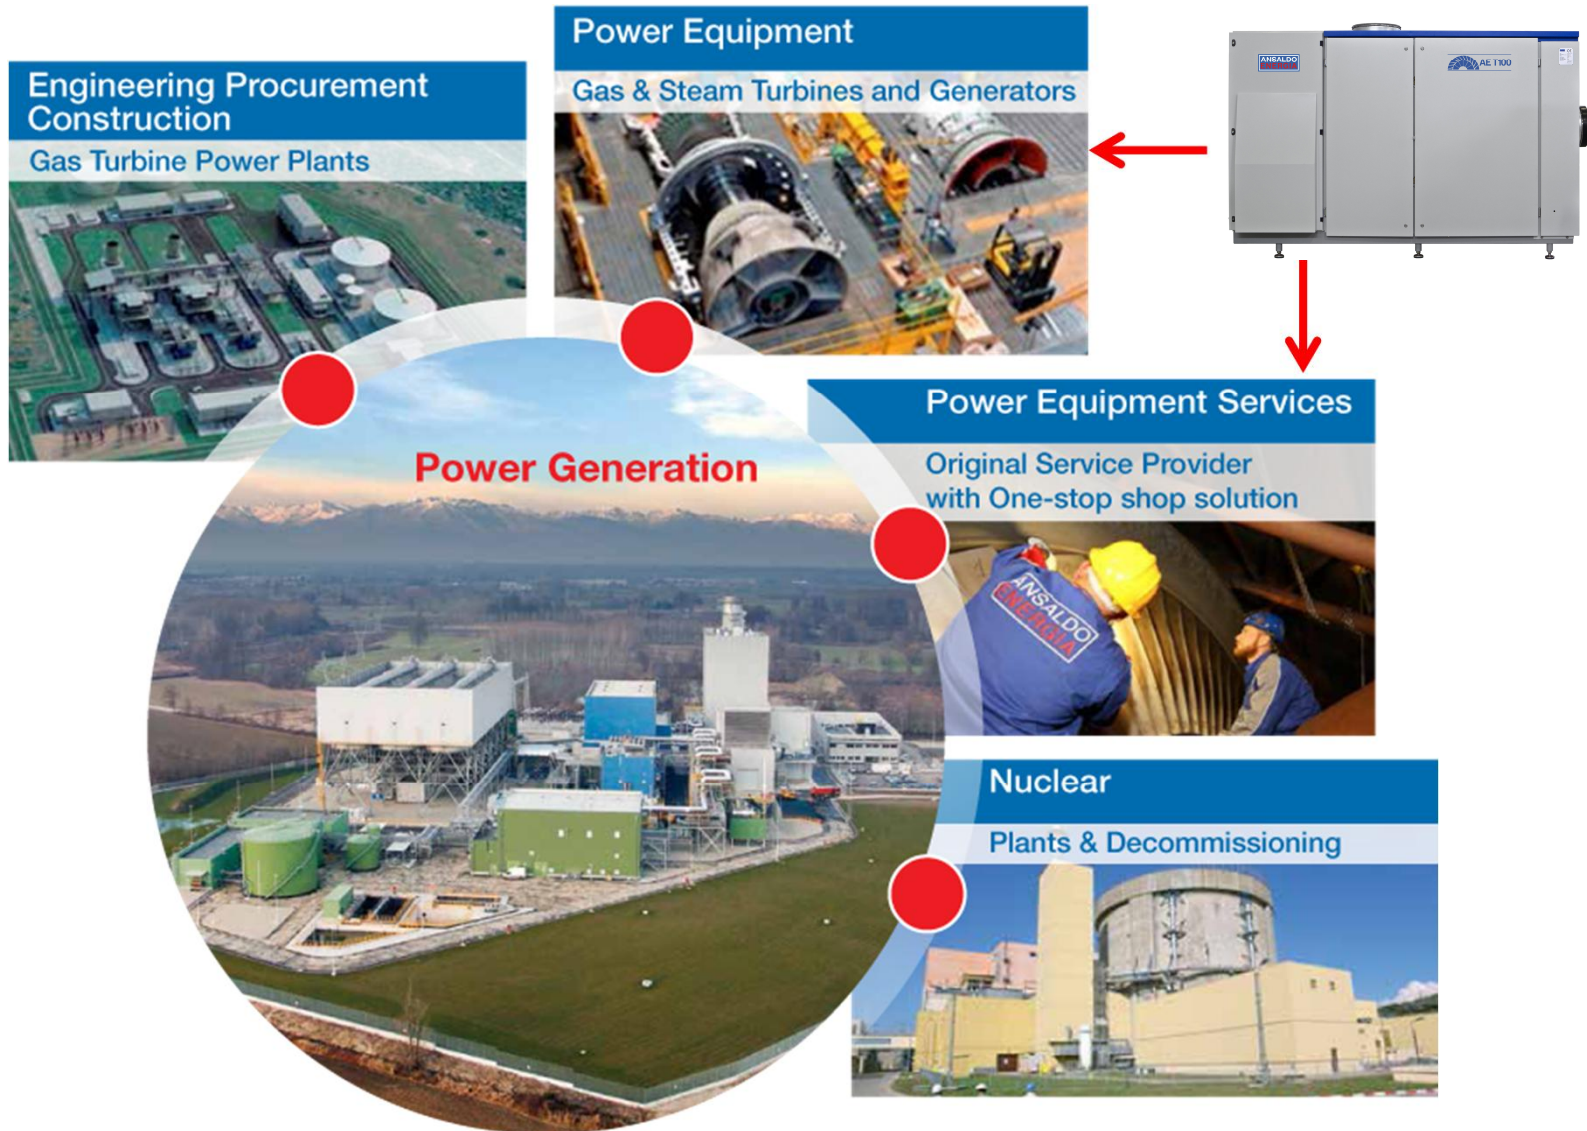 Engineering Procurement
Construction
Gas Turbine Power Plants
Power Equipment
Gas & Steam Turbines and Generators
ANSALDO
ENERGIA
AE T100
Power Equipment Services
Original Service Provider
with One-stop shop solution
ANSALDO
ENERGIA
Power Generation
Nuclear
Plants & Decommissioning